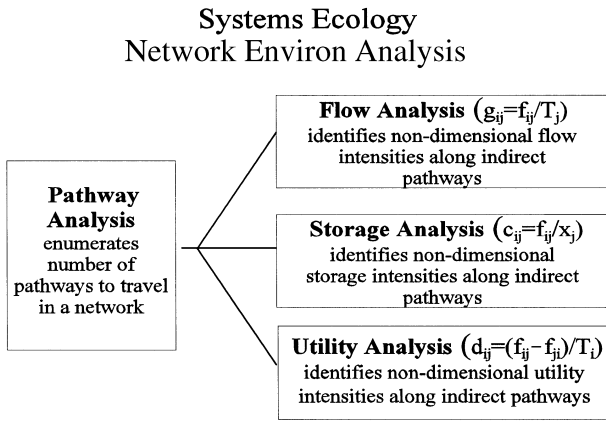 Systems Ecology
Network Environ Analysis
Pathway
Analysis
enumerates
number of
pathways to travel
in a network
Flow Analysis (gij=fij/Tj)
identifies non-dimensional flow
intensities along indirect
pathways
Storage Analysis (cij=fij/xj)
identifies non-dimensional
storage intensities along indirect
pathways
Utility Analysis (dij=(fij−fji)/Ti)
identifies non-dimensional utility
intensities along indirect pathways